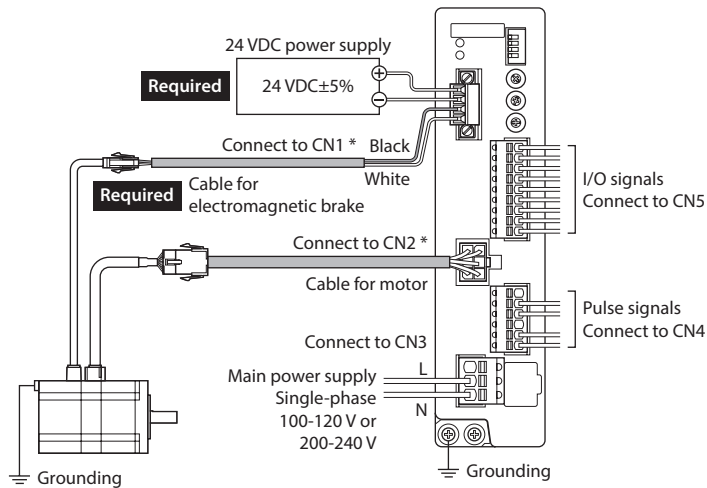 24 VDC power supply
Required
24 VDC±5%
+
−
Connect to CN1 *
Black
White
Required
Cable for
electromagnetic brake
I/O signals
Connect to CN5
Connect to CN2 *
Cable for motor
Pulse signals
Connect to CN4
Connect to CN3
L
Main power supply
Single-phase
100-120 V or
200-240 V
N
Grounding
Grounding